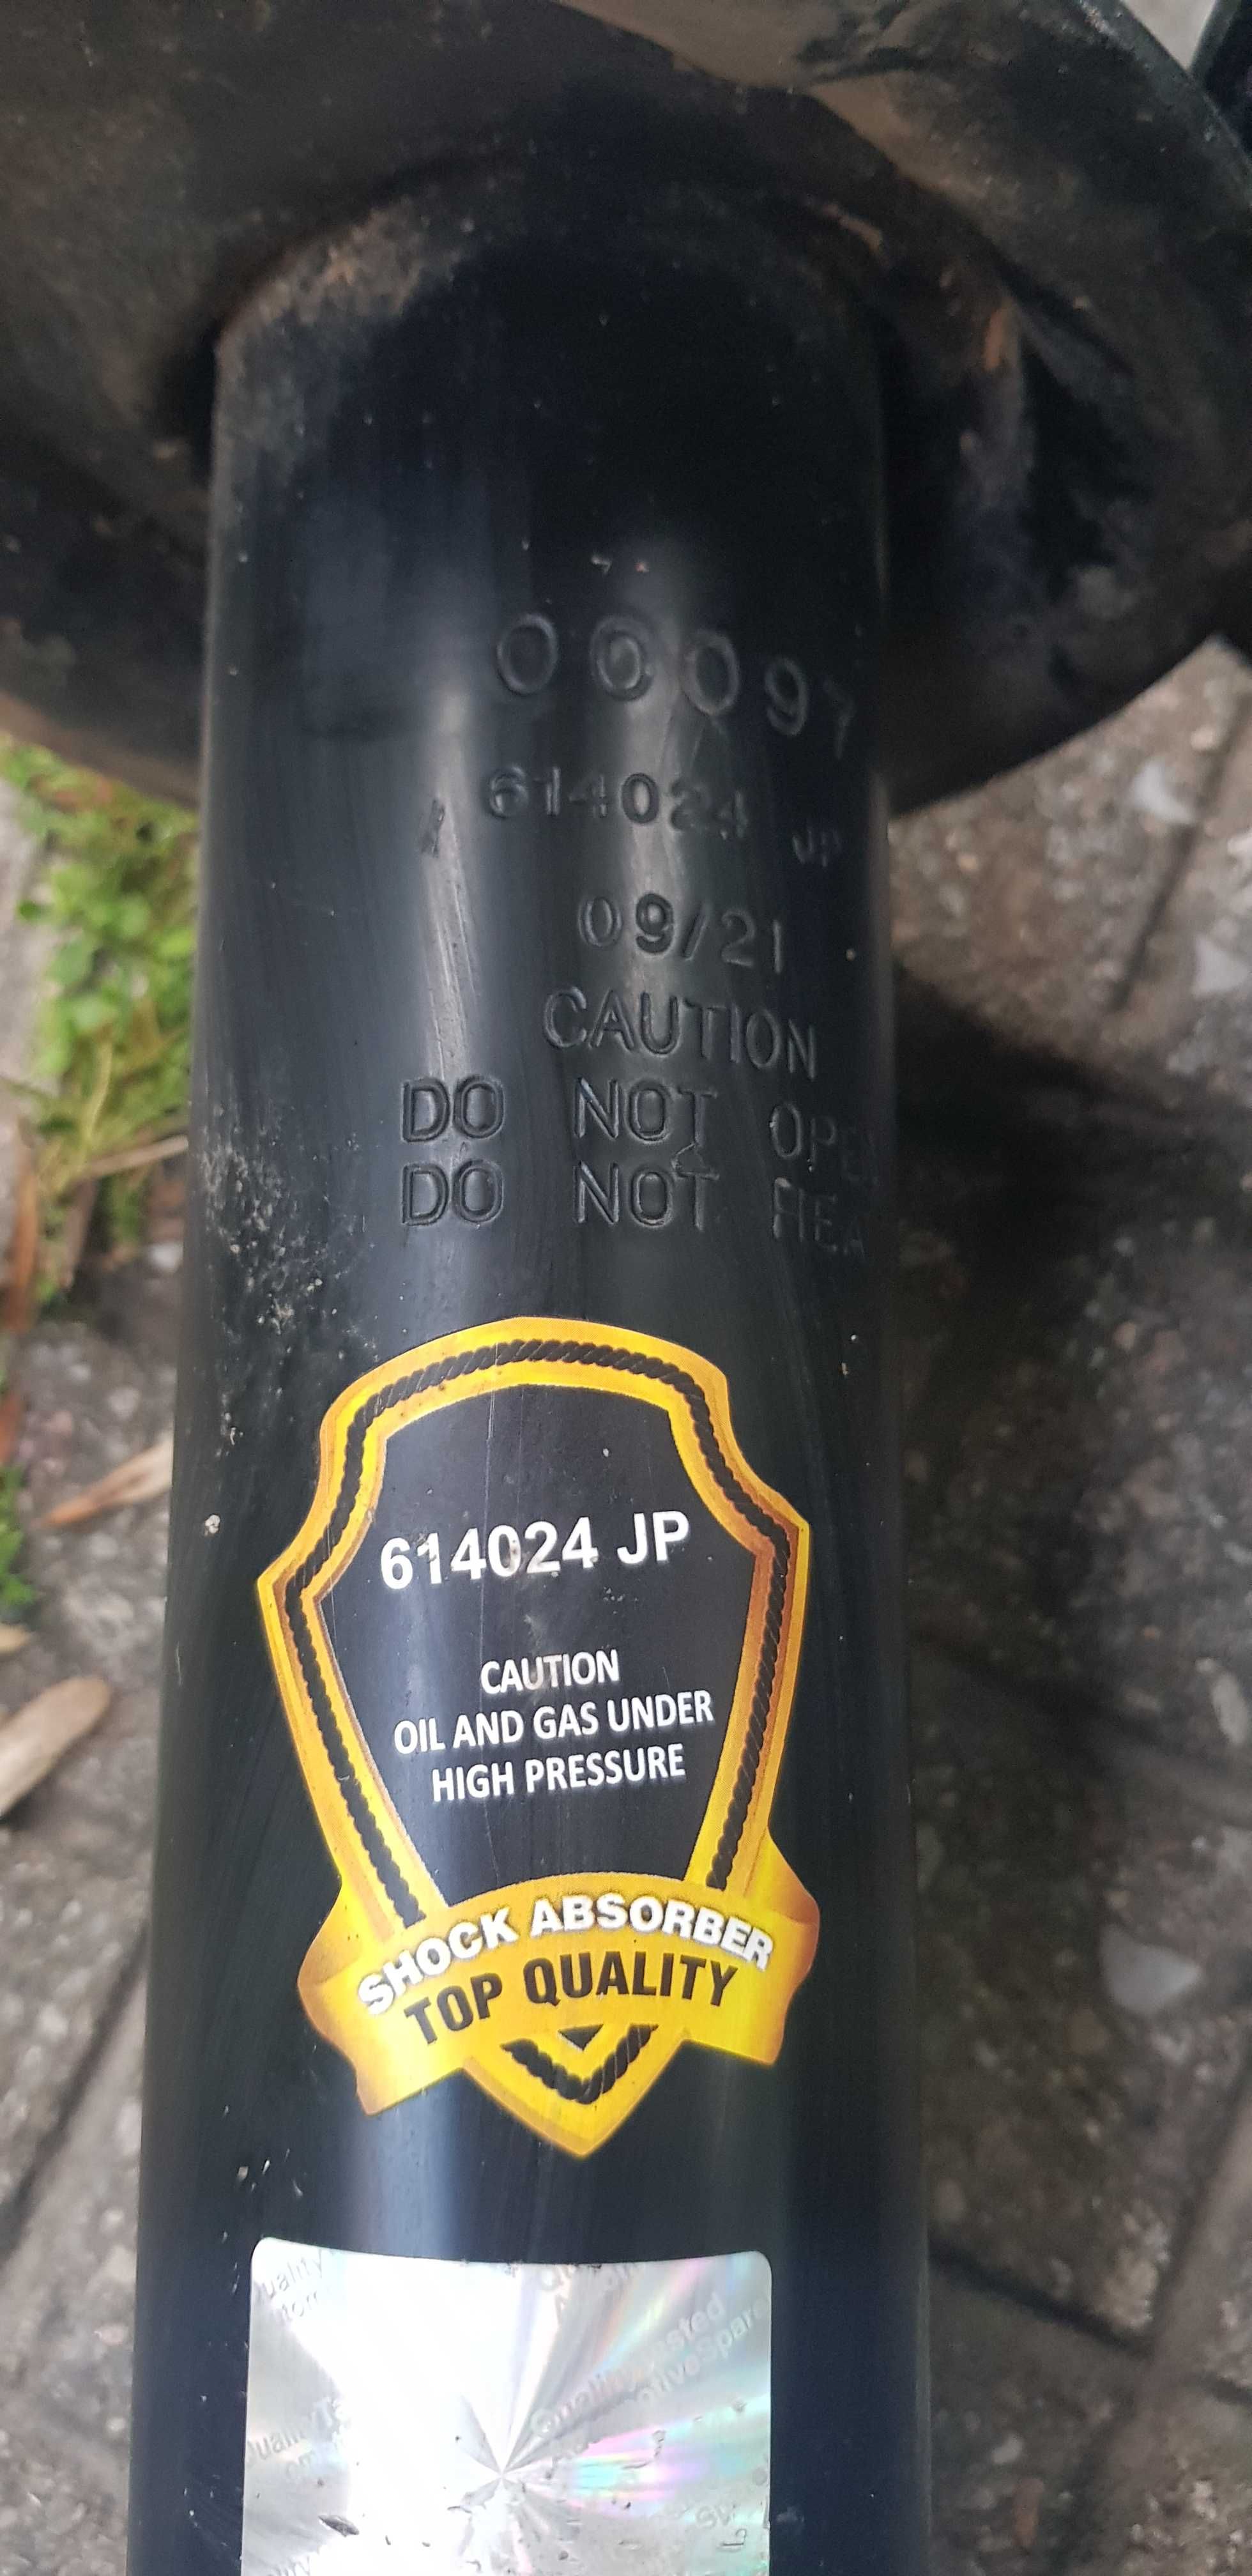 00097
614024 JP
09/21
CAUTION
DO NOT OPEN
DO NOT
614024 JP
CAUTION
OIL AND GAS UNDER
HIGH PRESSURE
SHOCK ABSORBER
TOP QUALITY